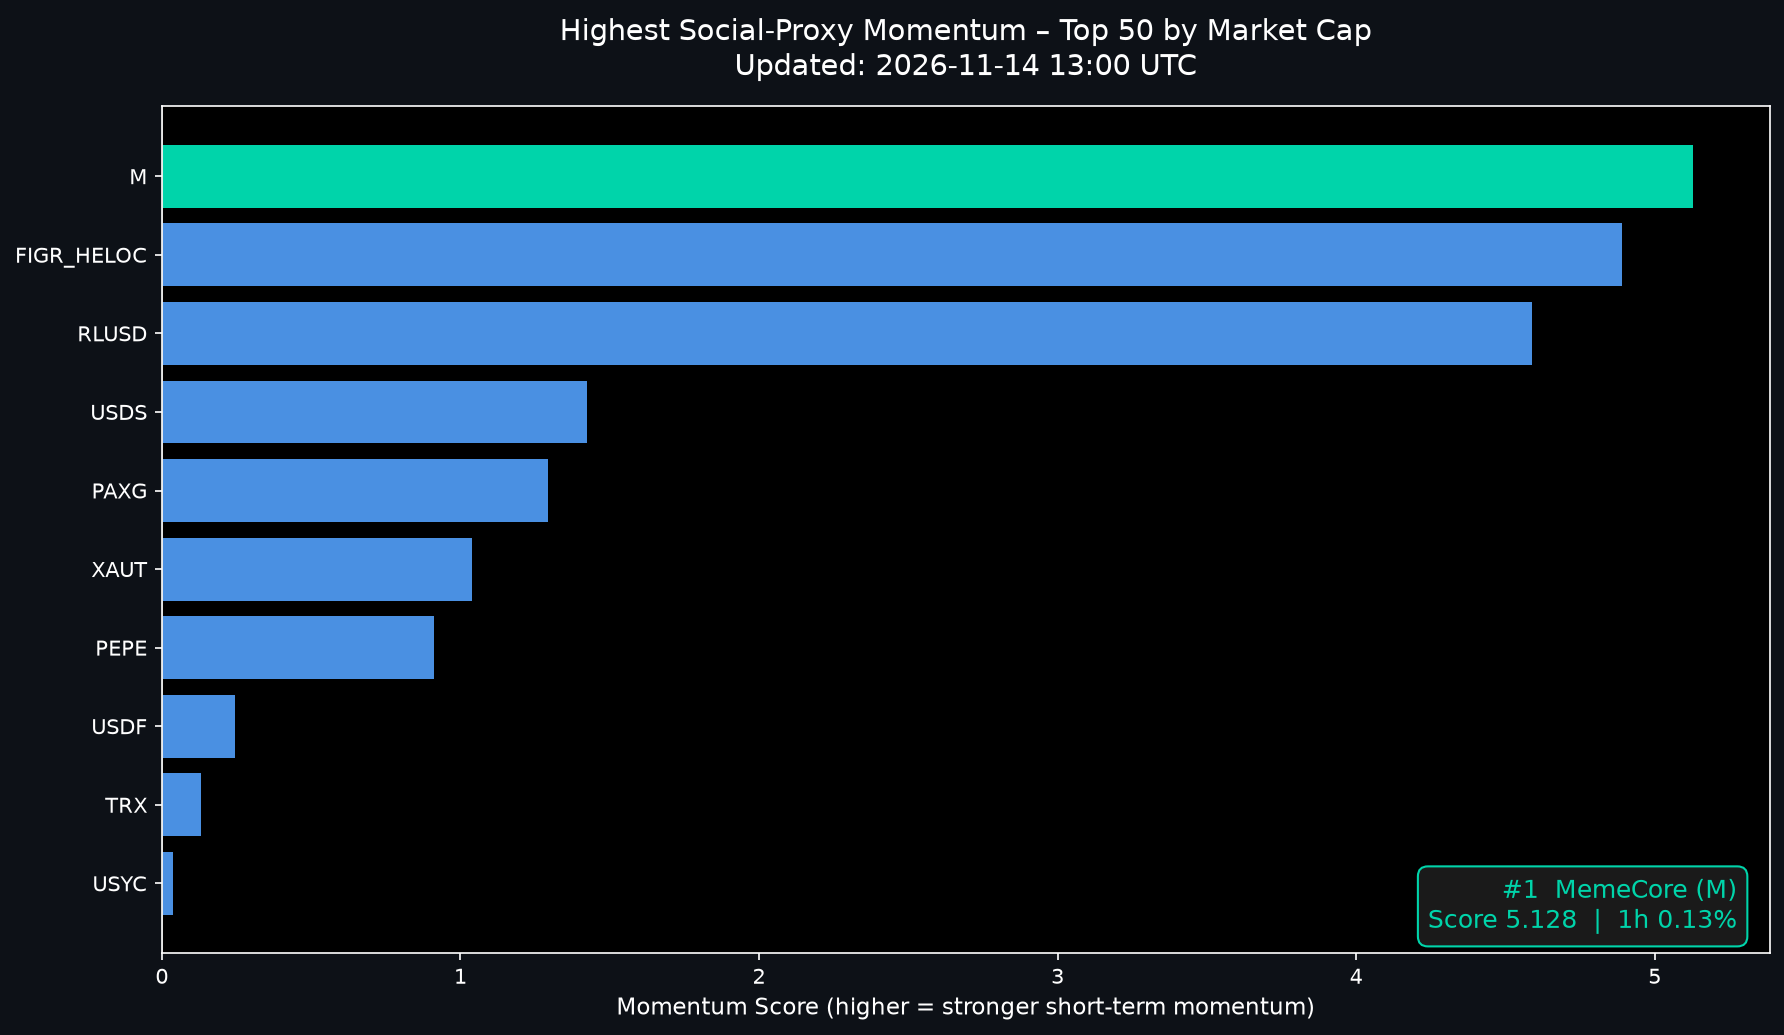 Highest Social-Proxy Momentum – Top 50 by Market Cap
Updated: 2026-11-14 13:00 UTC
M
FIGR_HELOC
RLUSD
USDS
PAXG
XAUT
PEPE
USDF
TRX
USYC
#1  MemeCore (M)
Score 5.128  |  1h 0.13%
0 1 2 3 4 5
Momentum Score (higher = stronger short-term momentum)